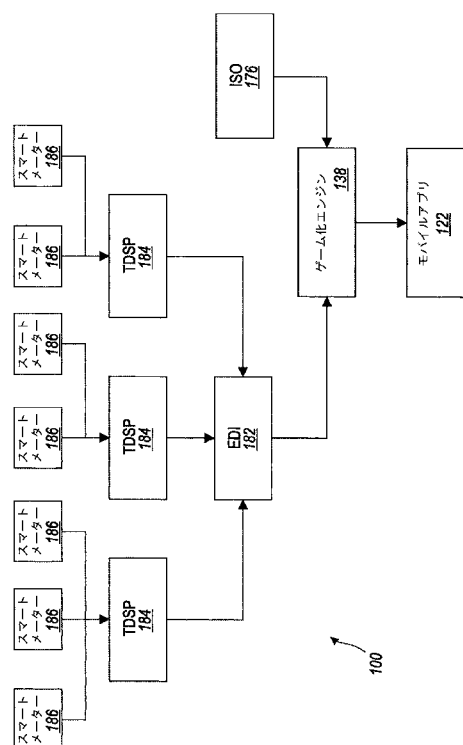 スマート
メーター
186
スマート
メーター
186
スマート
メーター
186
スマート
メーター
186
スマート
メーター
186
スマート
メーター
186
スマート
メーター
186
TDSP
184
TDSP
184
TDSP
184
EDI
182
ISO
176
ゲーム化エンジン
138
モバイルアプリ
122
100